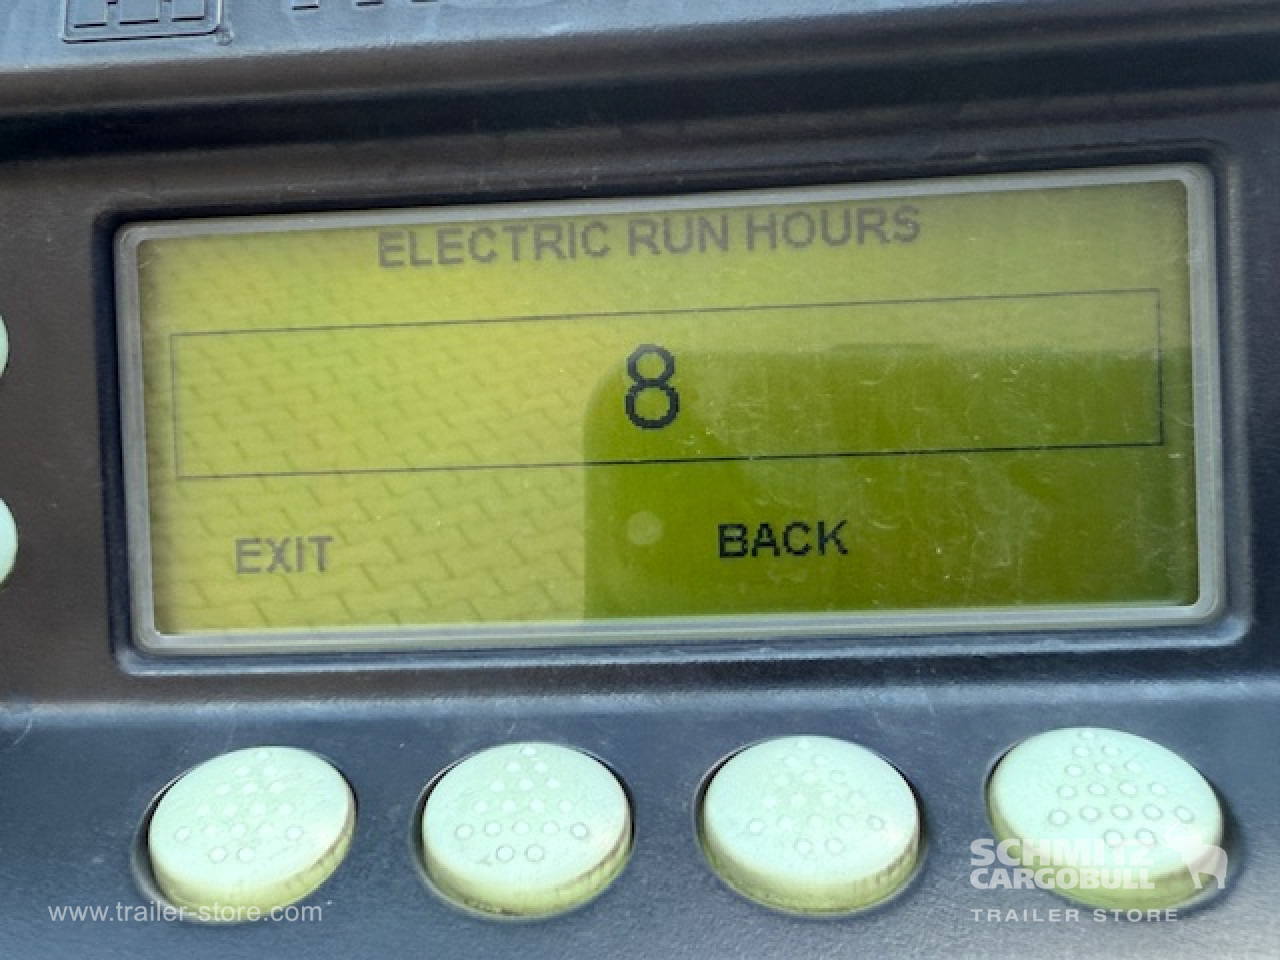 ELECTRIC RUN HOURS
8
EXIT BACK
SCHMITZ
CARGOBULL
www.trailer-store.com
TRAILER STORE